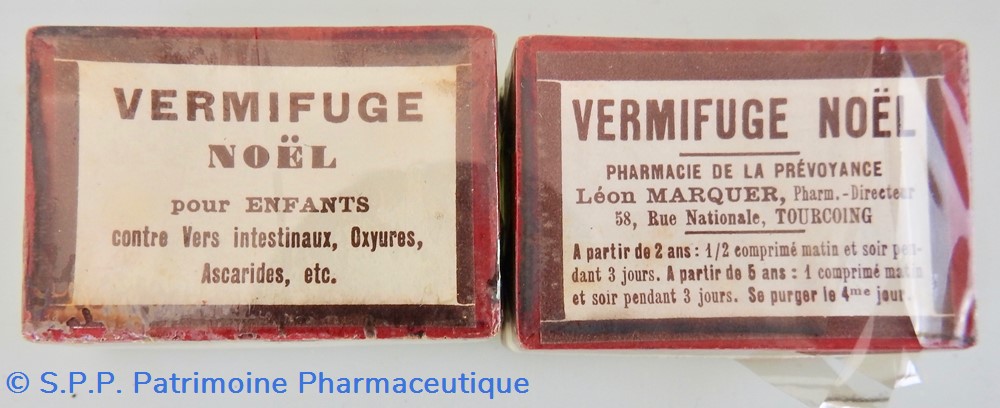 VERMIFUGE
NOËL
pour ENFANTS
contre Vers intestinaux, Oxyures,
Ascarides, etc.
VERMIFUGE NOËL
PHARMACIE DE LA PRÉVOYANCE
Léon MARQUER, Pharm.-Directeur
58, Rue Nationale, TOURCOING
A partir de 2 ans : 1/2 comprimé matin et soir pen-
dant 3 jours. A partir de 5 ans : 1 comprimé matin
et soir pendant 3 jours. Se purger le 4me jour.
© S.P.P. Patrimoine Pharmaceutique